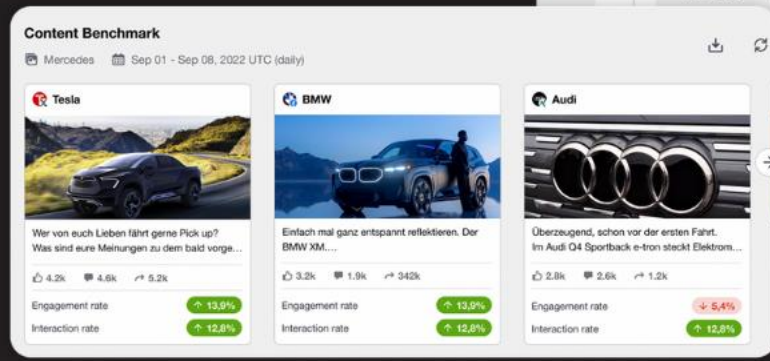 Content Benchmark
Mercedes Sep 01 - Sep 08, 2022 UTC (daily)
Tesla
Wer von euch Lieben fährt gerne Pick up?
Was sind eure Meinungen zu dem bald vorge...
4.2k 4.6k 5.2k
Engagement rate 13,9%
Interaction rate 12,8%
BMW
Einfach mal ganz entspannt reflektieren. Der
BMW XM....
3.2k 1.9k 342k
Engagement rate 13,9%
Interaction rate 12,8%
Audi
Überzeugend, schon vor der ersten Fahrt.
Im Audi Q4 Sportback e-tron steckt Elektrom...
2.8k 2.6k 1.2k
Engagement rate 5,4%
Interaction rate 12,8%